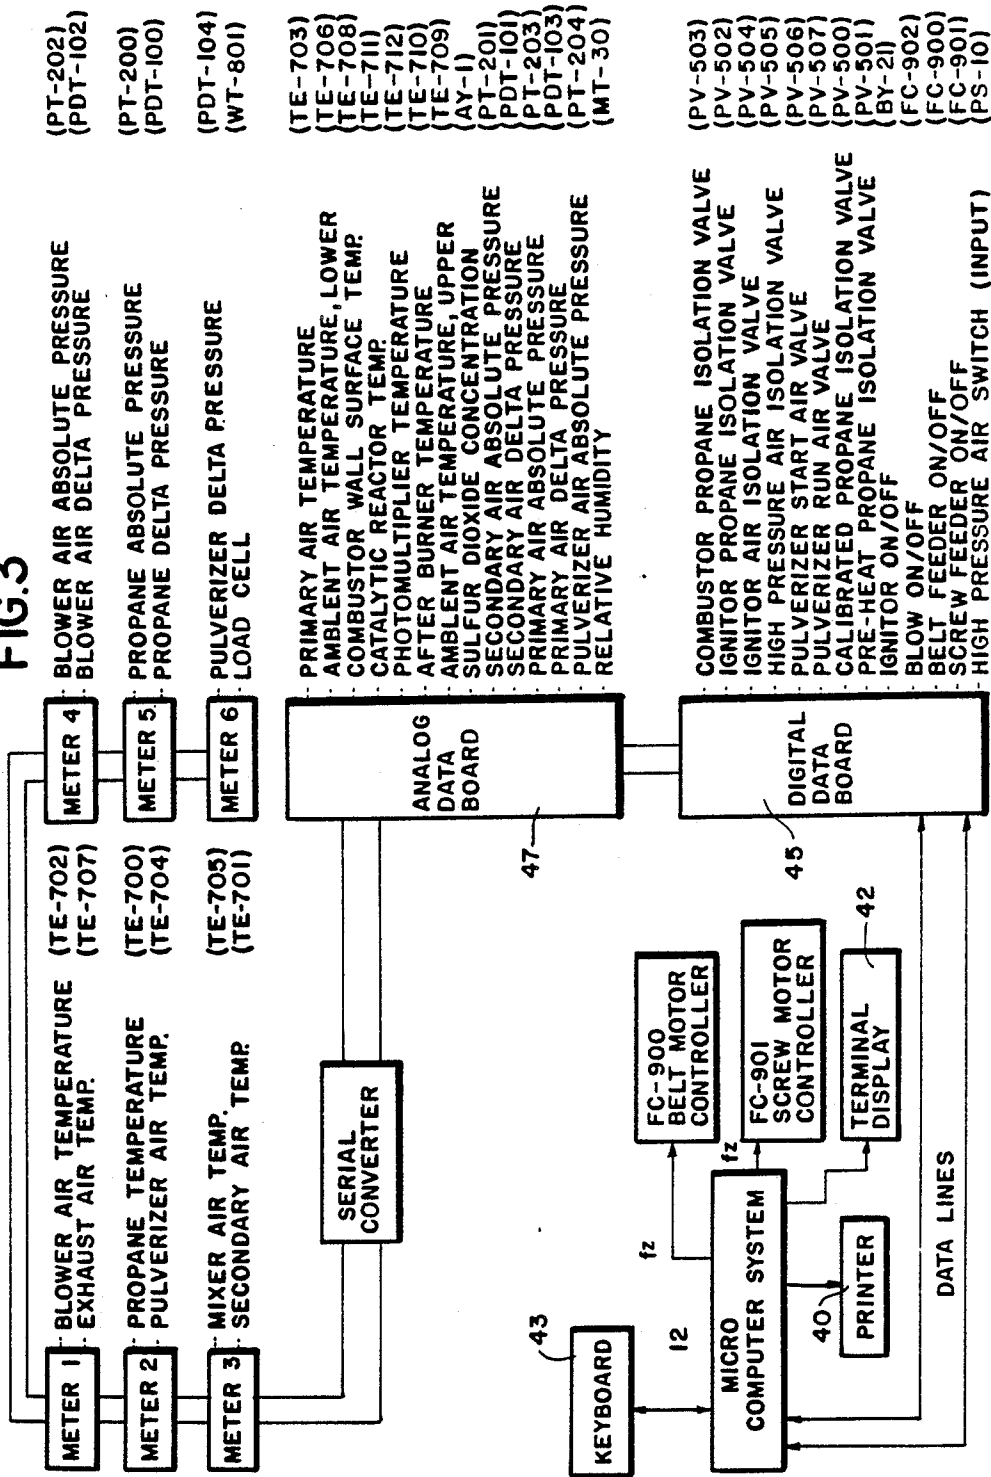 FIG.3
METER 1
BLOWER AIR TEMPERATURE (TE-702)
EXHAUST AIR TEMP. (TE-707)
METER 2
PROPANE TEMPERATURE (TE-700)
PULVERIZER AIR TEMP. (TE-704)
METER 3
MIXER AIR TEMP. (TE-705)
SECONDARY AIR TEMP. (TE-701)
METER 4
BLOWER AIR ABSOLUTE PRESSURE (PT-202)
BLOWER AIR DELTA PRESSURE (PDT-102)
METER 5
PROPANE ABSOLUTE PRESSURE (PT-200)
PROPANE DELTA PRESSURE (PDT-100)
METER 6
PULVERIZER DELTA PRESSURE (PDT-104)
LOAD CELL (WT-801)
SERIAL
CONVERTER
ANALOG
DATA
BOARD
47
PRIMARY AIR TEMPERATURE (TE-703)
AMBLENT AIR TEMPERATURE, LOWER (TE-706)
COMBUSTOR WALL SURFACE TEMP. (TE-708)
CATALYTIC REACTOR TEMP. (TE-711)
PHOTOMULTIPLIER TEMPERATURE (TE-712)
AFTER BURNER TEMPERATURE (TE-710)
AMBLENT AIR TEMPERATURE, UPPER (TE-709)
SULFUR DIOXIDE CONCENTRATION (AY-1)
SECONDARY AIR ABSOLUTE PRESSURE (PT-201)
SECONDARY AIR DELTA PRESSURE (PDT-101)
PRIMARY AIR ABSOLUTE PRESSURE (PT-203)
PRIMARY AIR DELTA PRESSURE (PDT-103)
PULVERIZER AIR ABSOLUTE PRESSURE (PT-204)
RELATIVE HUMIDITY (MT-30)
KEYBOARD
43
12
MICRO
COMPUTER SYSTEM
fz
fz
FC-900
BELT MOTOR
CONTROLLER
FC-901
SCREW MOTOR
CONTROLLER
TERMINAL
DISPLAY
42
40
PRINTER
DATA LINES
DIGITAL
DATA
BOARD
45
COMBUSTOR PROPANE ISOLATION VALVE (PV-503)
IGNITOR PROPANE ISOLATION VALVE (PV-502)
IGNITOR AIR ISOLATION VALVE (PV-504)
HIGH PRESSURE AIR ISOLATION VALVE (PV-505)
PULVERIZER START AIR VALVE (PV-506)
PULVERIZER RUN AIR VALVE (PV-507)
CALIBRATED PROPANE ISOLATION VALVE (PV-500)
PRE-HEAT PROPANE ISOLATION VALVE (PV-501)
IGNITOR ON/OFF (BY-21)
BLOW ON/OFF (FC-902)
BELT FEEDER ON/OFF (FC-900)
SCREW FEEDER ON/OFF (FC-901)
HIGH PRESSURE AIR SWITCH (INPUT) (PS-10)